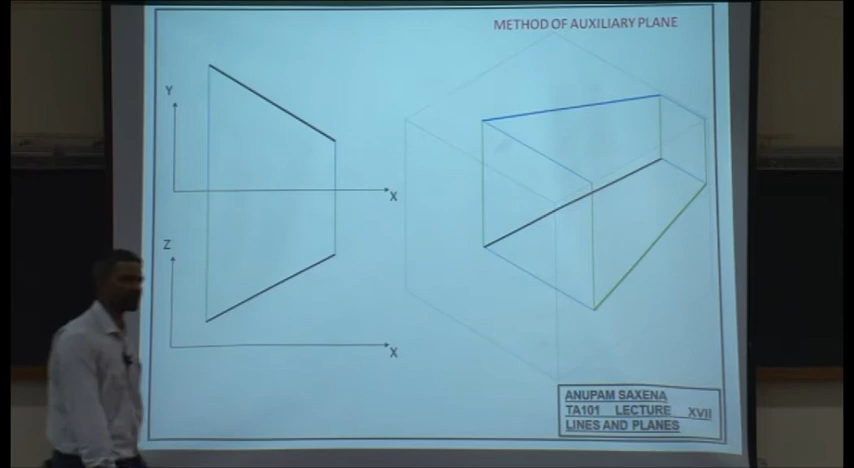 METHOD OF AUXILIARY PLANE
Y
X
Z
X
ANUPAM SAXENA
TA101 LECTURE XVII
LINES AND PLANES